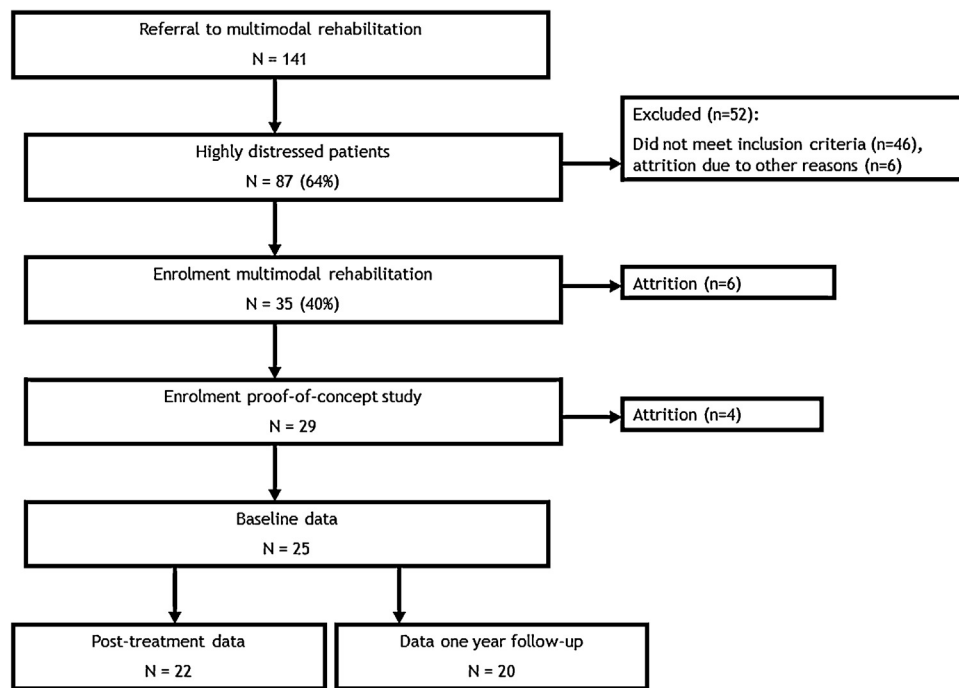 Referral to multimodal rehabilitation
N = 141
Excluded (n=52):
Did not meet inclusion criteria (n=46),
attrition due to other reasons (n=6)
Highly distressed patients
N = 87 (64%)
Enrolment multimodal rehabilitation
N = 35 (40%)
Attrition (n=6)
Enrolment proof-of-concept study
N = 29
Attrition (n=4)
Baseline data
N = 25
Post-treatment data
N = 22
Data one year follow-up
N = 20